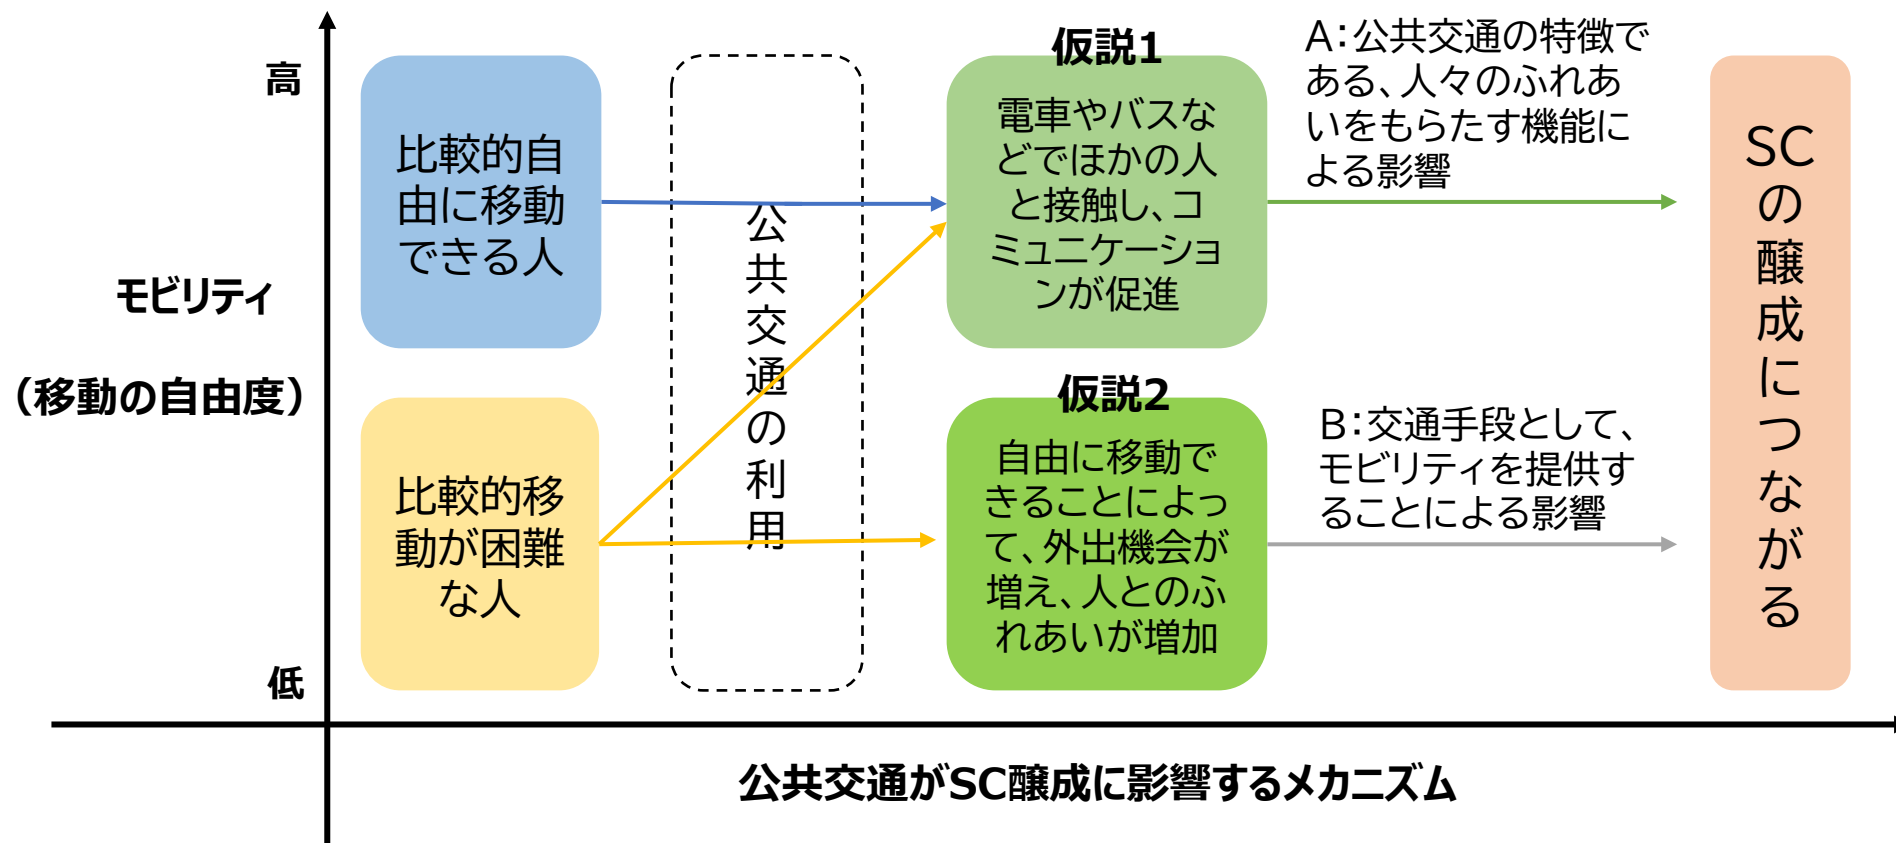 高
モビリティ
（移動の自由度）
低
比較的自
由に移動
できる人
比較的移
動が困難
な人
公共交通の利用
仮説1
電車やバスな
どでほかの人
と接触し、コ
ミュニケーショ
ンが促進
仮説2
自由に移動で
きることによっ
て、外出機会が
増え、人とのふ
れあいが増加
A：公共交通の特徴で
ある、人々のふれあ
いをもらたす機能に
よる影響
B：交通手段として、
モビリティを提供す
ることによる影響
SCの醸成につながる
公共交通がSC醸成に影響するメカニズム